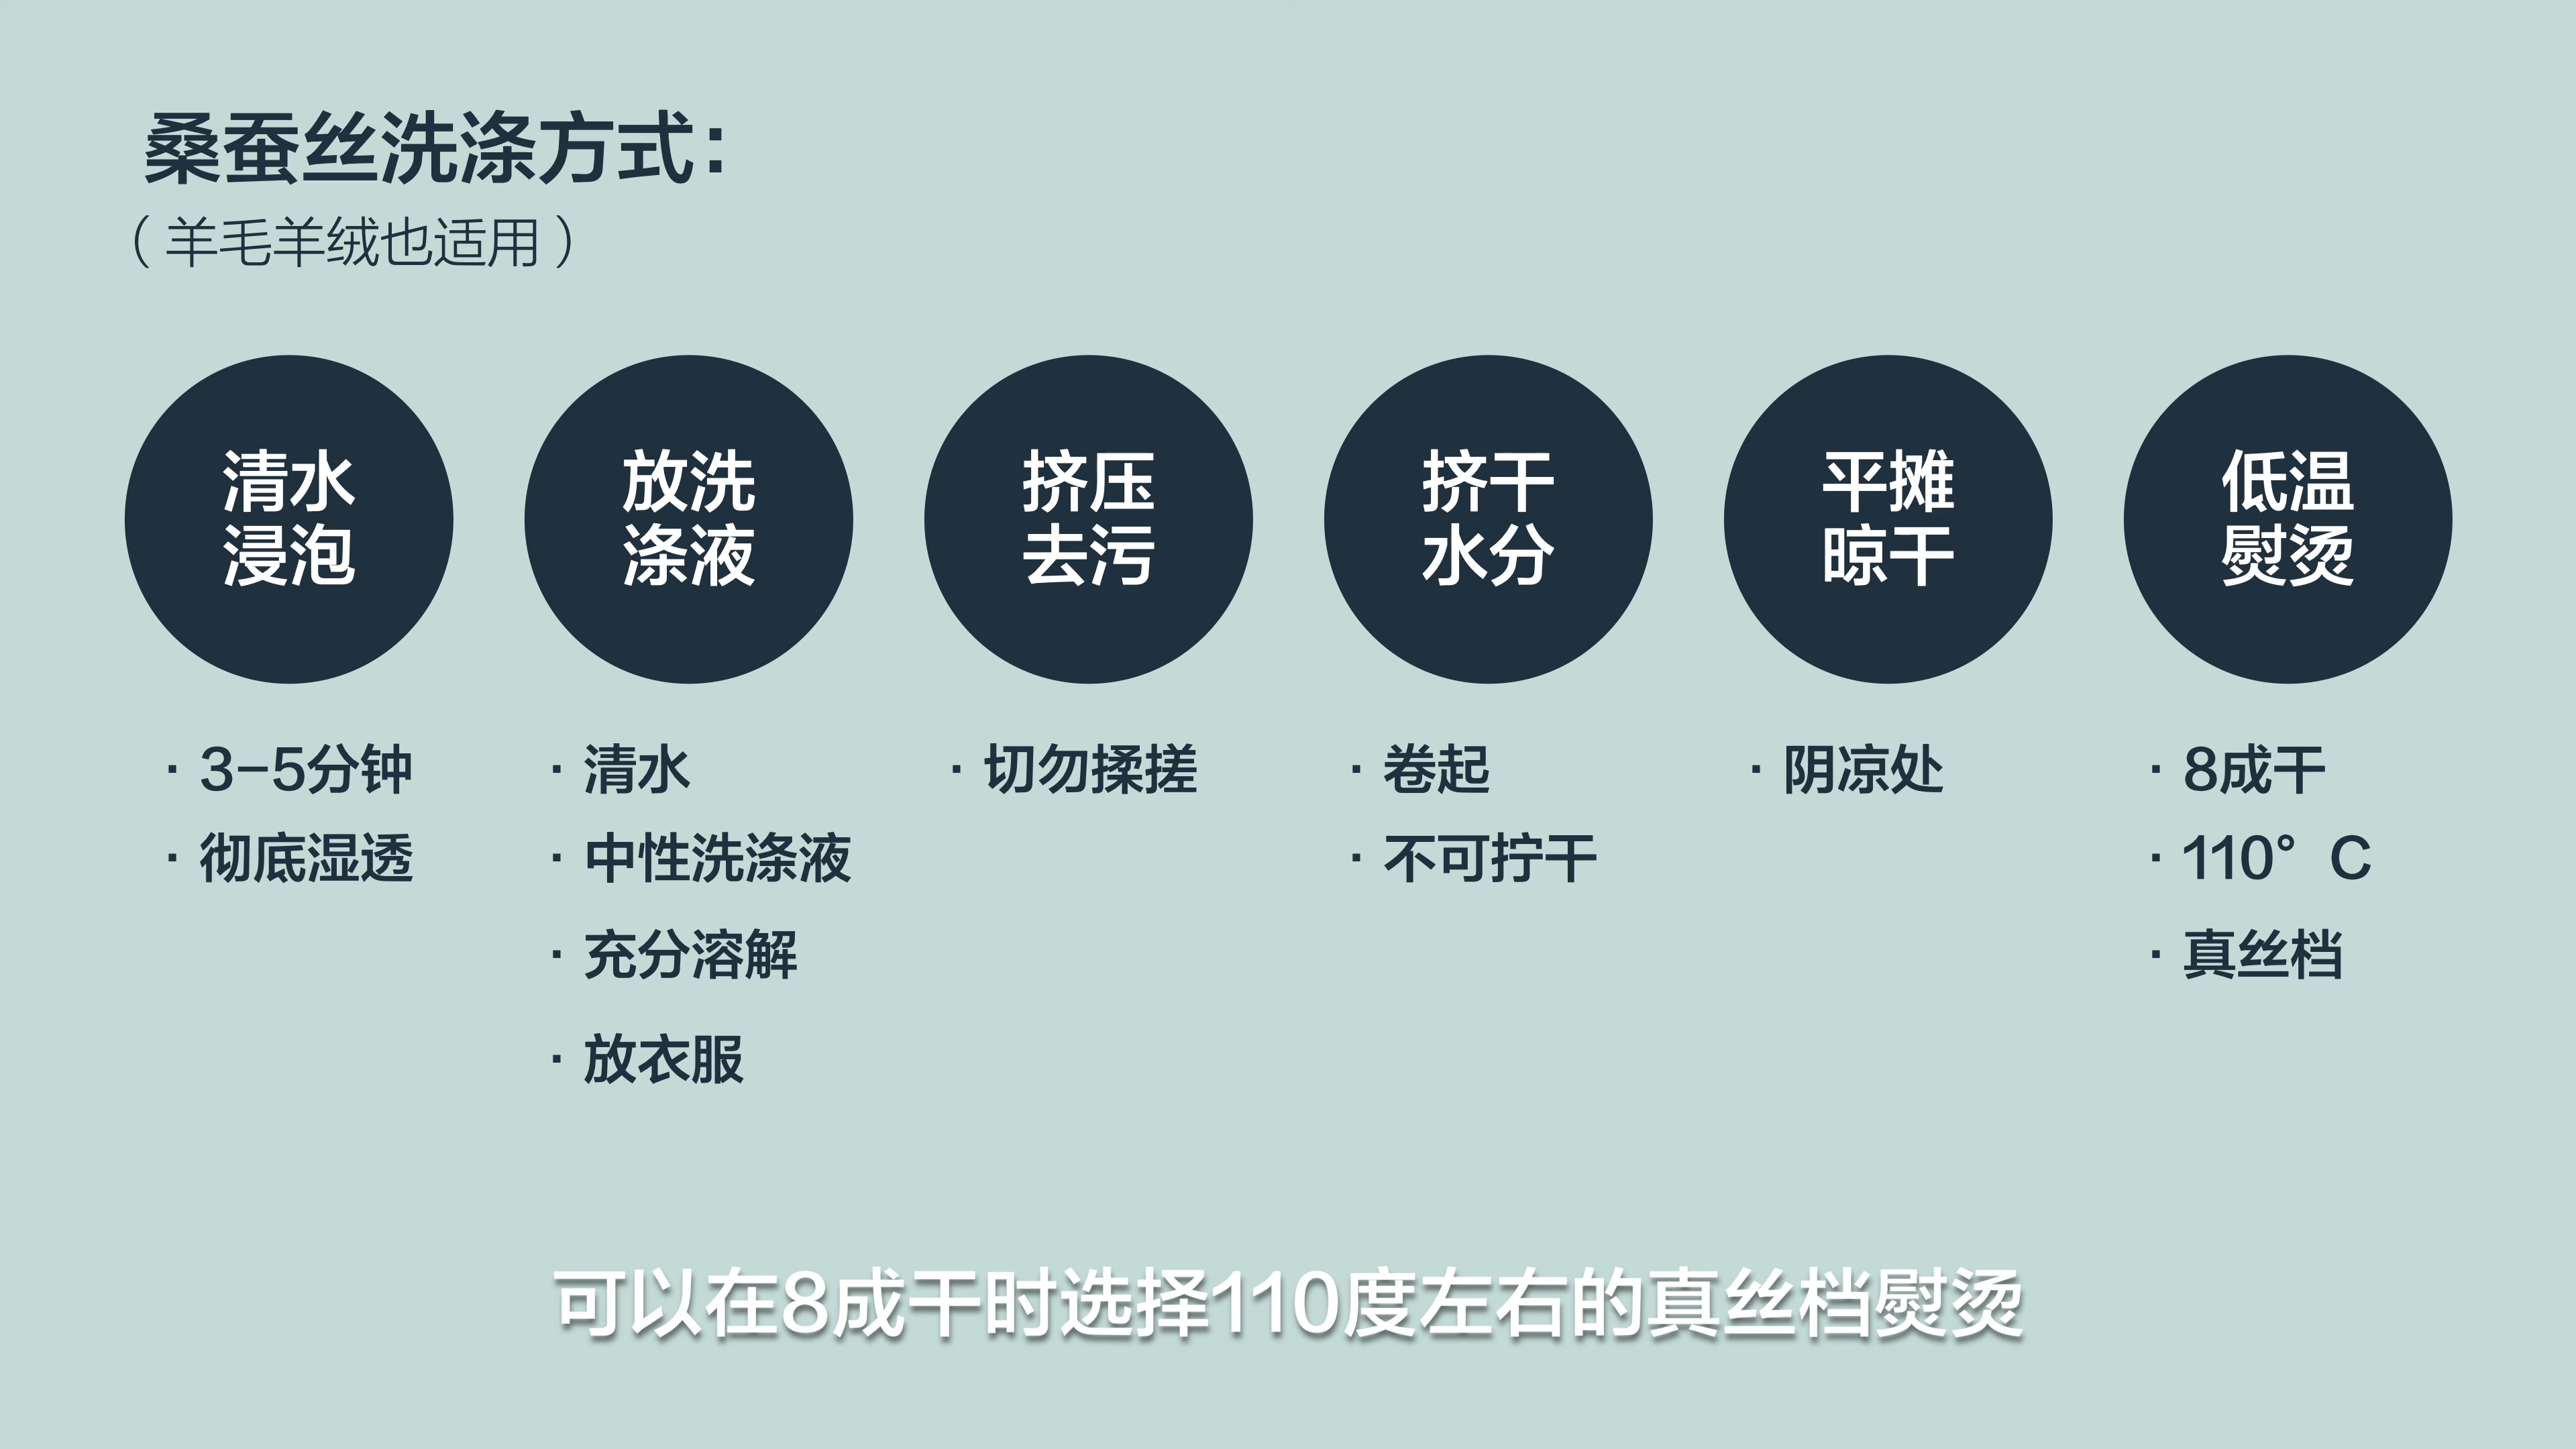 桑蚕丝洗涤方式：
（羊毛羊绒也适用）
清水
浸泡
· 3-5分钟
· 彻底湿透
放洗
涤液
· 清水
· 中性洗涤液
· 充分溶解
· 放衣服
挤压
去污
· 切勿揉搓
挤干
水分
· 卷起
· 不可拧干
平摊
晾干
· 阴凉处
低温
熨烫
· 8成干
· 110°C
· 真丝档
可以在8成干时选择110度左右的真丝档熨烫